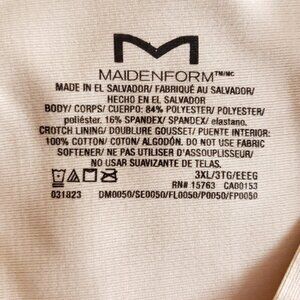 M
MAIDENFORM™/MC
MADE IN EL SALVADOR/ FABRIQUÉ AU SALVADOR/
HECHO EN EL SALVADOR
BODY/ CORPS/ CUERPO: 84% POLYESTER/ POLYESTER/
poliéster. 16% SPANDEX/ SPANDEX/ elastano.
CROTCH LINING/ DOUBLURE GOUSSET/ PUENTE INTERIOR:
100% COTTON/ COTON/ ALGODÓN. DO NOT USE FABRIC
SOFTENER/ NE PAS UTILISER D'ASSOUPLISSEUR/
NO USAR SUAVIZANTE DE TELAS.
3XL/3TG/EEEG
RN# 15763 CA00153
031823 DM0050/SE0050/FL0050/P0050/FP0050